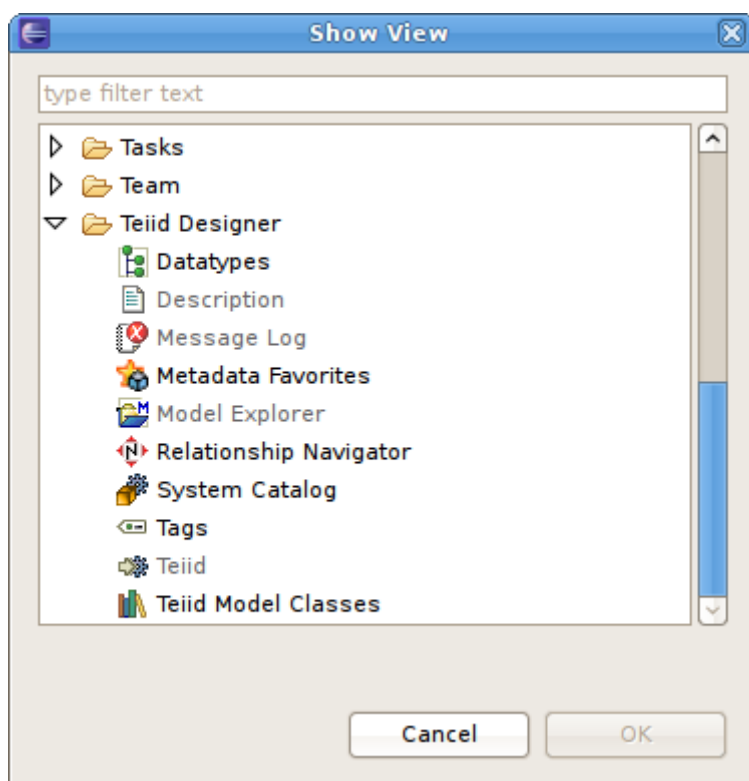 Show View
type filter text
Tasks
Team
Teiid Designer
Datatypes
Description
Message Log
Metadata Favorites
Model Explorer
Relationship Navigator
System Catalog
Tags
Teiid
Teiid Model Classes
Cancel OK